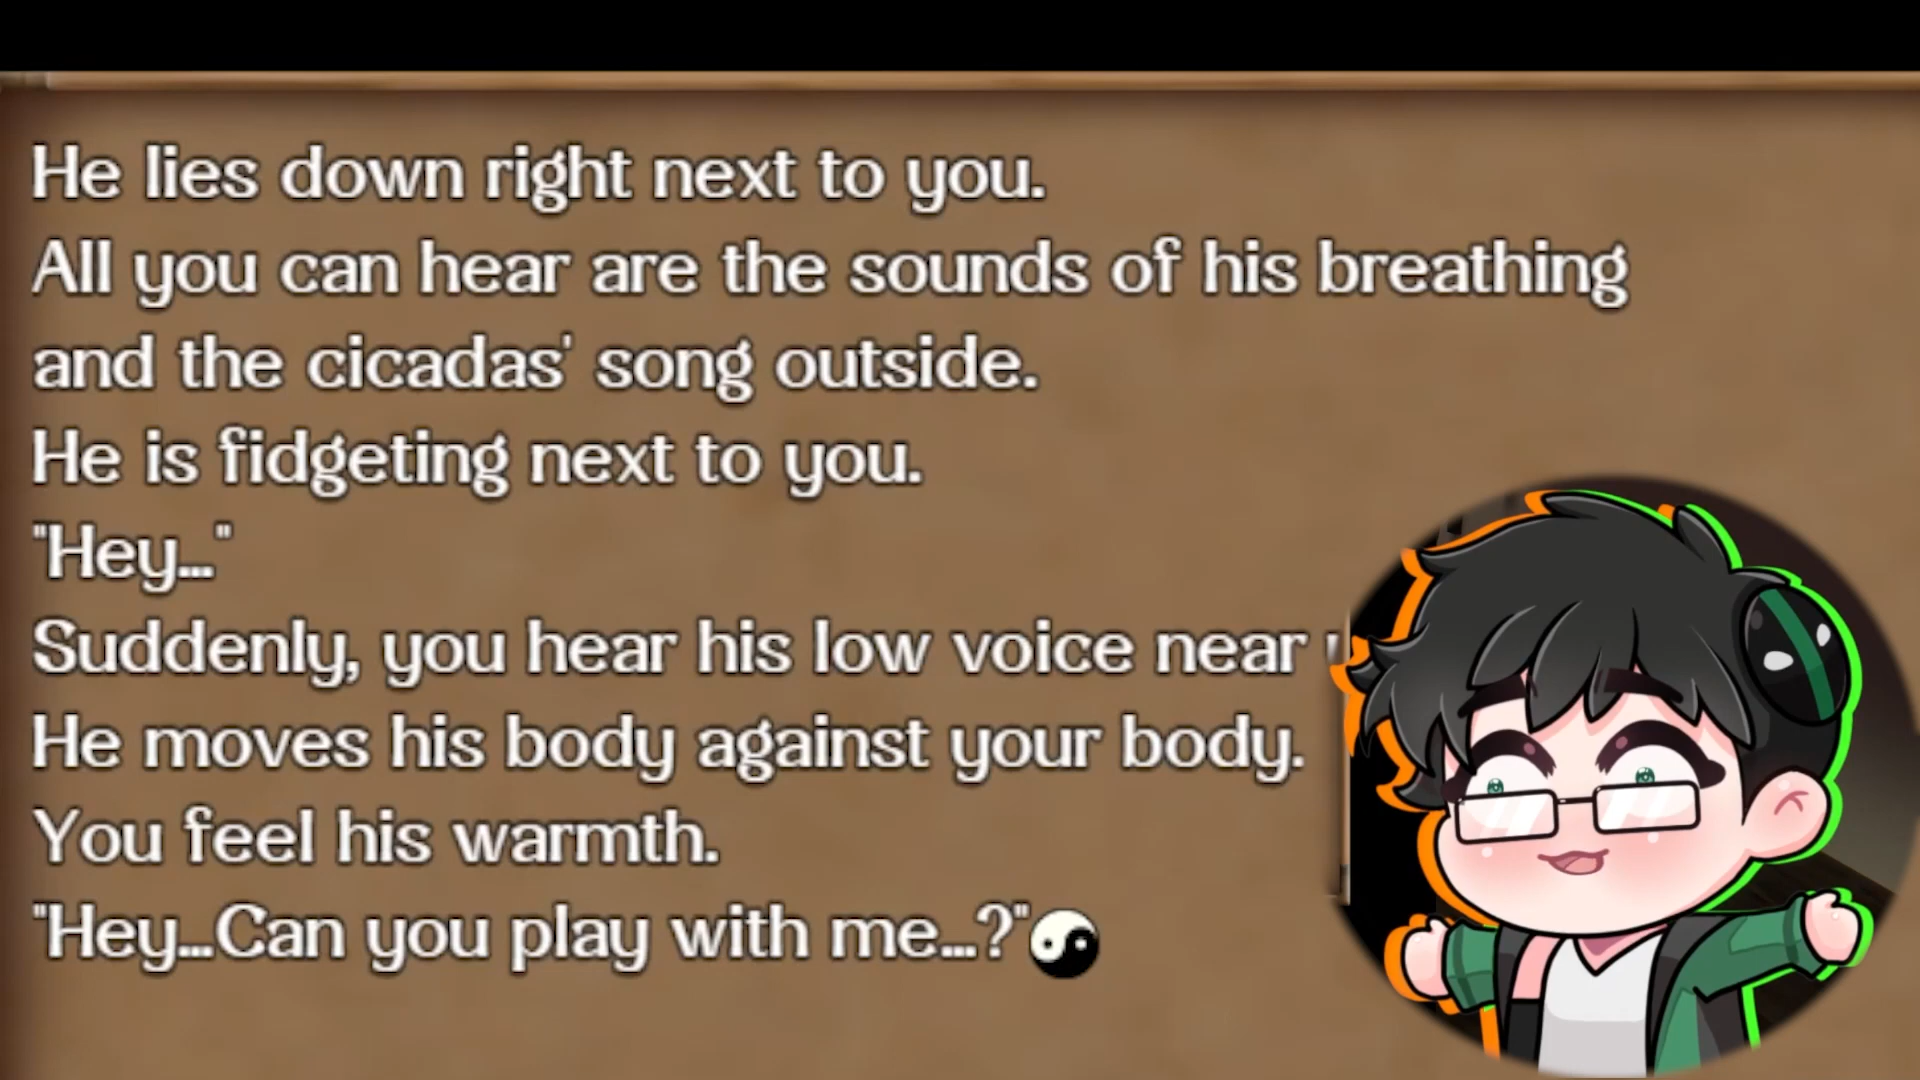 He lies down right next to you.
All you can hear are the sounds of his breathing
and the cicadas' song outside.
He is fidgeting next to you.
"Hey..."
Suddenly, you hear his low voice near
He moves his body against your body.
You feel his warmth.
"Hey...Can you play with me...?"